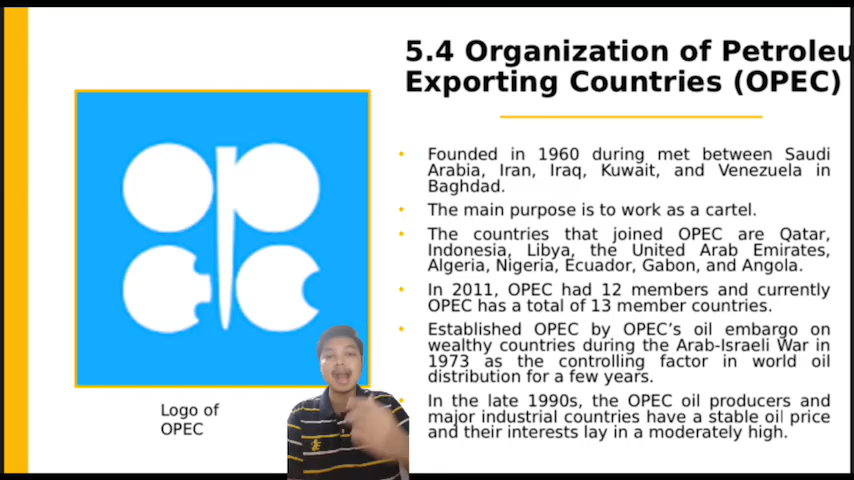 5.4 Organization of Petroleu
Exporting Countries (OPEC)
Founded in 1960 during met between Saudi
Arabia, Iran, Iraq, Kuwait, and Venezuela in
Baghdad.
The main purpose is to work as a cartel.
The countries that joined OPEC are Qatar,
Indonesia, Libya, the United Arab Emirates,
Algeria, Nigeria, Ecuador, Gabon, and Angola.
In 2011, OPEC had 12 members and currently
OPEC has a total of 13 member countries.
Established OPEC by OPEC’s oil embargo on
wealthy countries during the Arab-Israeli War in
1973 as the controlling factor in world oil
distribution for a few years.
In the late 1990s, the OPEC oil producers and
major industrial countries have a stable oil price
and their interests lay in a moderately high.
Logo of
OPEC